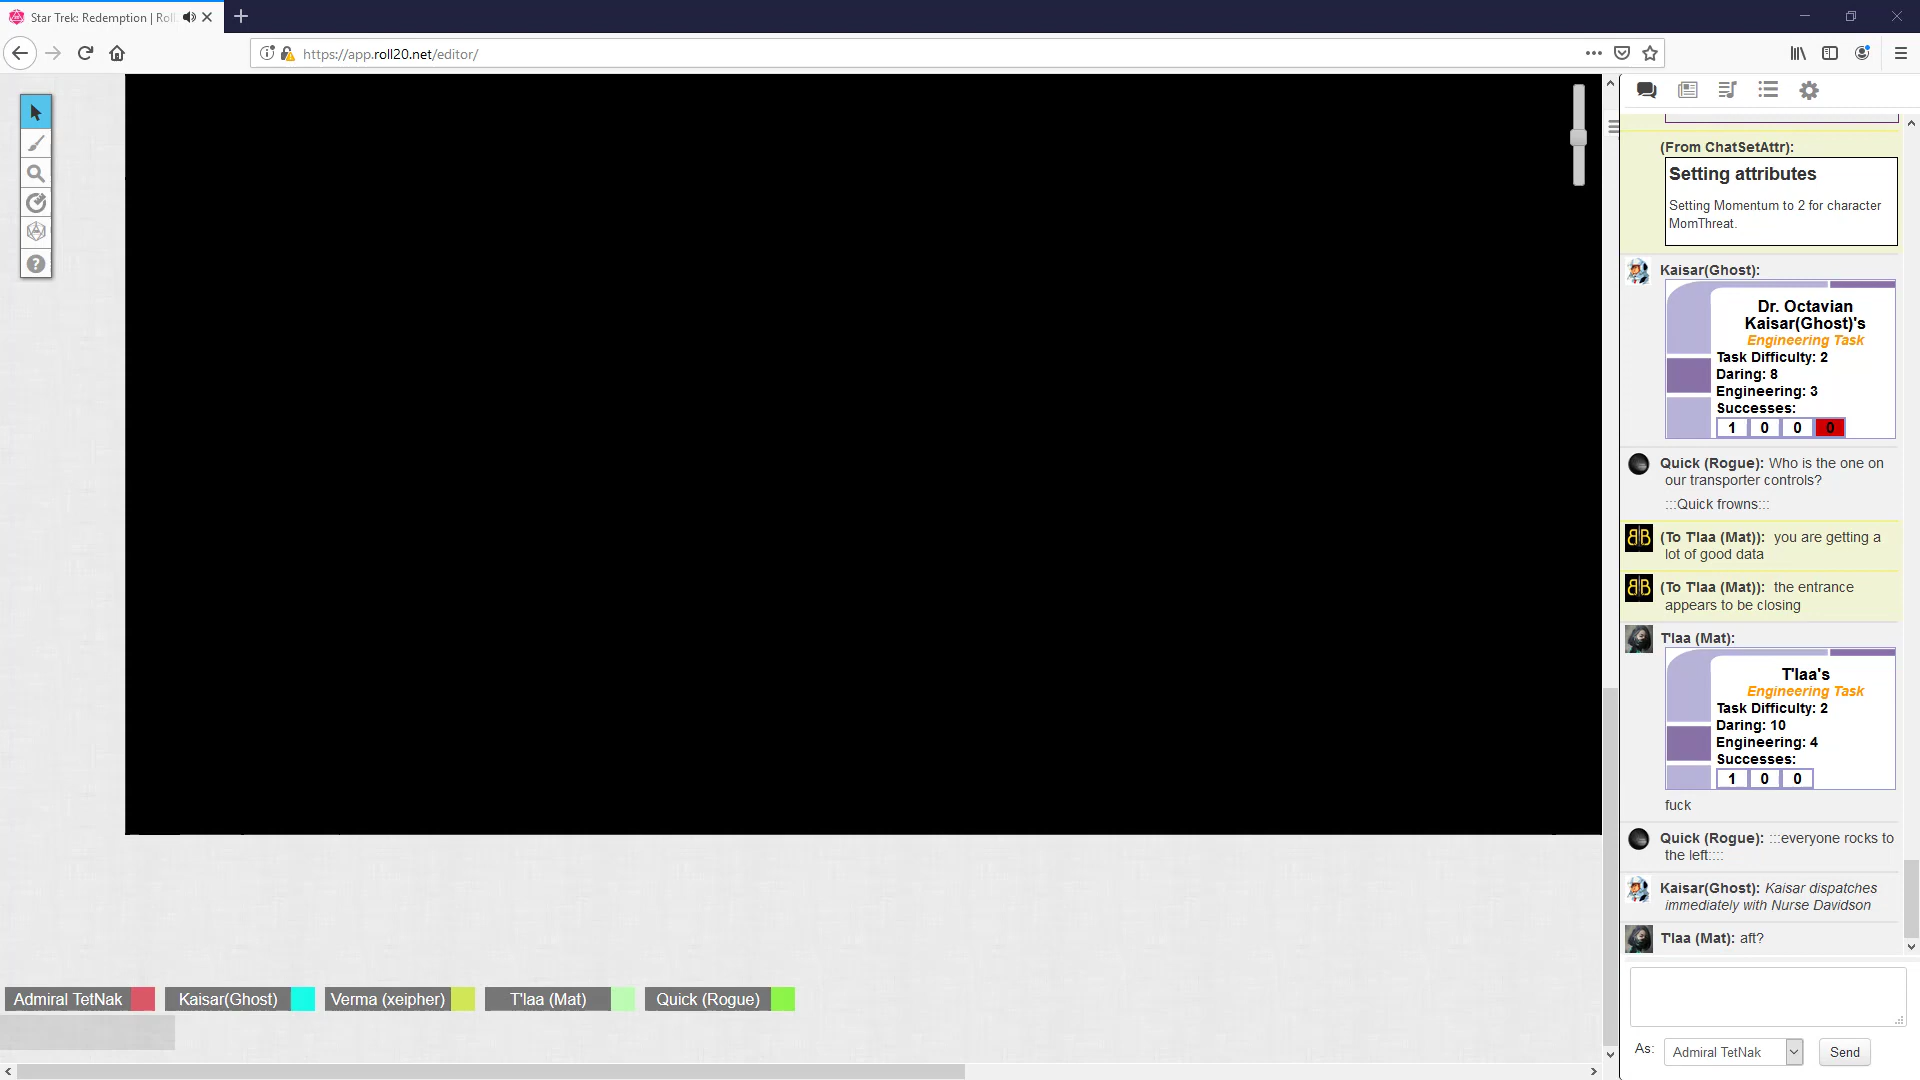 Star Trek: Redemption | Roll
https://app.roll20.net/editor/
(From ChatSetAttr):
Setting attributes
Setting Momentum to 2 for character
MomThreat.
Kaisar(Ghost):
Dr. Octavian
Kaisar(Ghost)'s
Engineering Task
Task Difficulty: 2
Daring: 8
Engineering: 3
Successes:
1 0 0 0
Quick (Rogue): Who is the one on
our transporter controls?
:::Quick frowns:::
(To T'laa (Mat)): you are getting a
lot of good data
(To T'laa (Mat)): the entrance
appears to be closing
T'laa (Mat):
T'laa's
Engineering Task
Task Difficulty: 2
Daring: 10
Engineering: 4
Successes:
1 0 0
fuck
Quick (Rogue): :::everyone rocks to
the left::::
Kaisar(Ghost): Kaisar dispatches
immediately with Nurse Davidson
T'laa (Mat): aft?
Admiral TetNak Kaisar(Ghost) Verma (xeipher) T'laa (Mat) Quick (Rogue)
As: Admiral TetNak Send